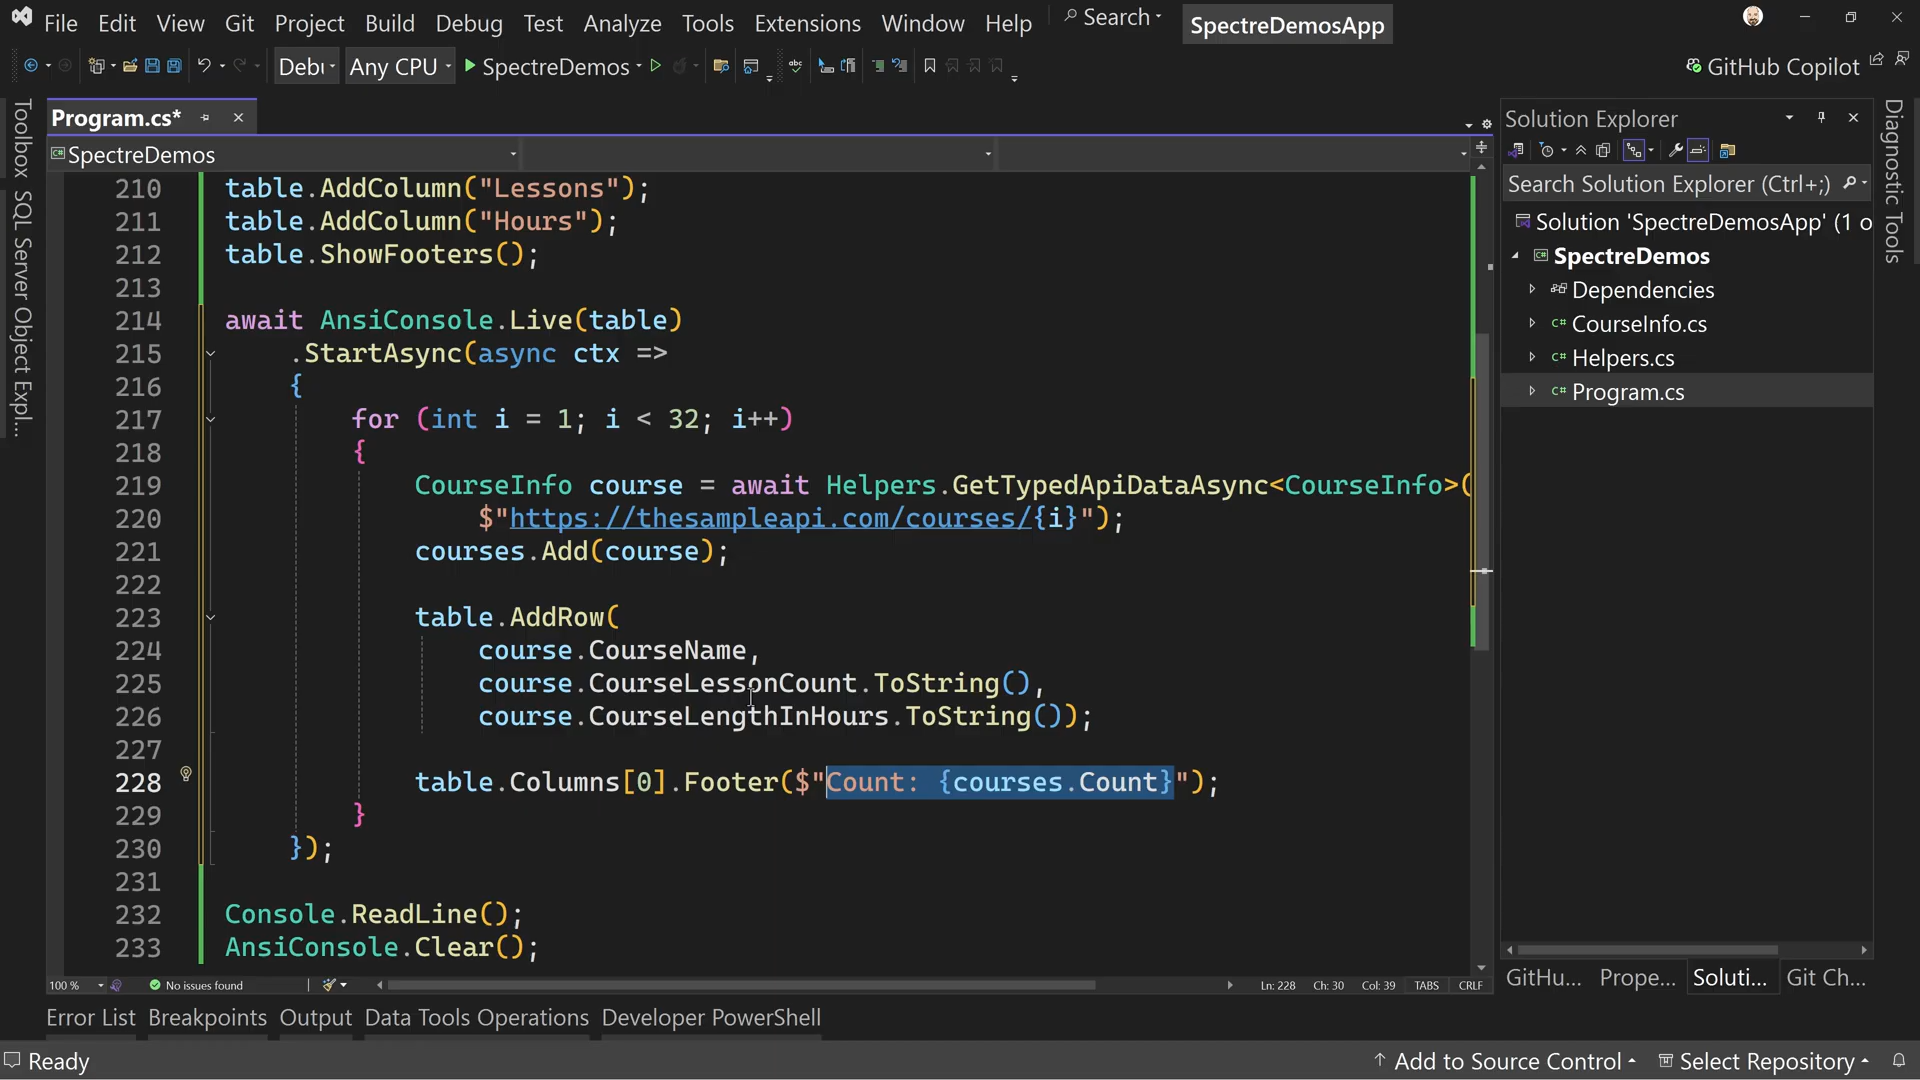 File Edit View Git Project Build Debug Test Analyze Tools Extensions Window Help Search SpectreDemosApp
Debu Any CPU SpectreDemos GitHub Copilot
Program.cs*
SpectreDemos
210 table.AddColumn("Lessons");
211 table.AddColumn("Hours");
212 table.ShowFooters();
213
214 await AnsiConsole.Live(table)
215 .StartAsync(async ctx =>
216 {
217 for (int i = 1; i < 32; i++)
218 {
219 CourseInfo course = await Helpers.GetTypedApiDataAsync<CourseInfo>(
220 $"https://thesampleapi.com/courses/{i}");
221 courses.Add(course);
222
223 table.AddRow(
224 course.CourseName,
225 course.CourseLessonCount.ToString(),
226 course.CourseLengthInHours.ToString());
227
228 table.Columns[0].Footer($"Count: {courses.Count}");
229 }
230 });
231
232 Console.ReadLine();
233 AnsiConsole.Clear();
100 % No issues found Ln: 228 Ch: 30 Col: 39 TABS CRLF
Toolbox
SQL Server Object Expl...
Solution Explorer
Search Solution Explorer (Ctrl+;)
Solution 'SpectreDemosApp' (1 o
SpectreDemos
Dependencies
C# CourseInfo.cs
C# Helpers.cs
C# Program.cs
GitHu... Prope... Soluti... Git Ch...
Diagnostic Tools
Error List Breakpoints Output Data Tools Operations Developer PowerShell
Ready Add to Source Control Select Repository